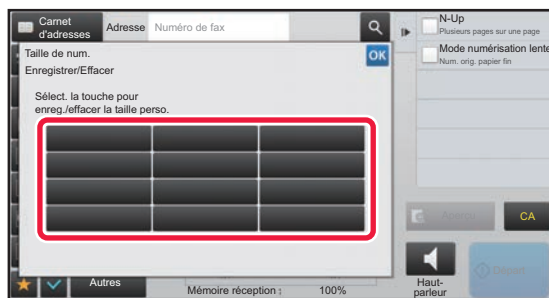 Carnet
d'adresses
Adresse
Numéro de fax
N-Up
Plusieurs pages sur une page
Mode numérisation lente
Num. orig. papier fin
Taille de num.
OK
Enregistrer/Effacer
Sélect. la touche pour
enreg./effacer la taille perso.
CA
Autres
Mémoire réception :
100%
Haut-
parleur